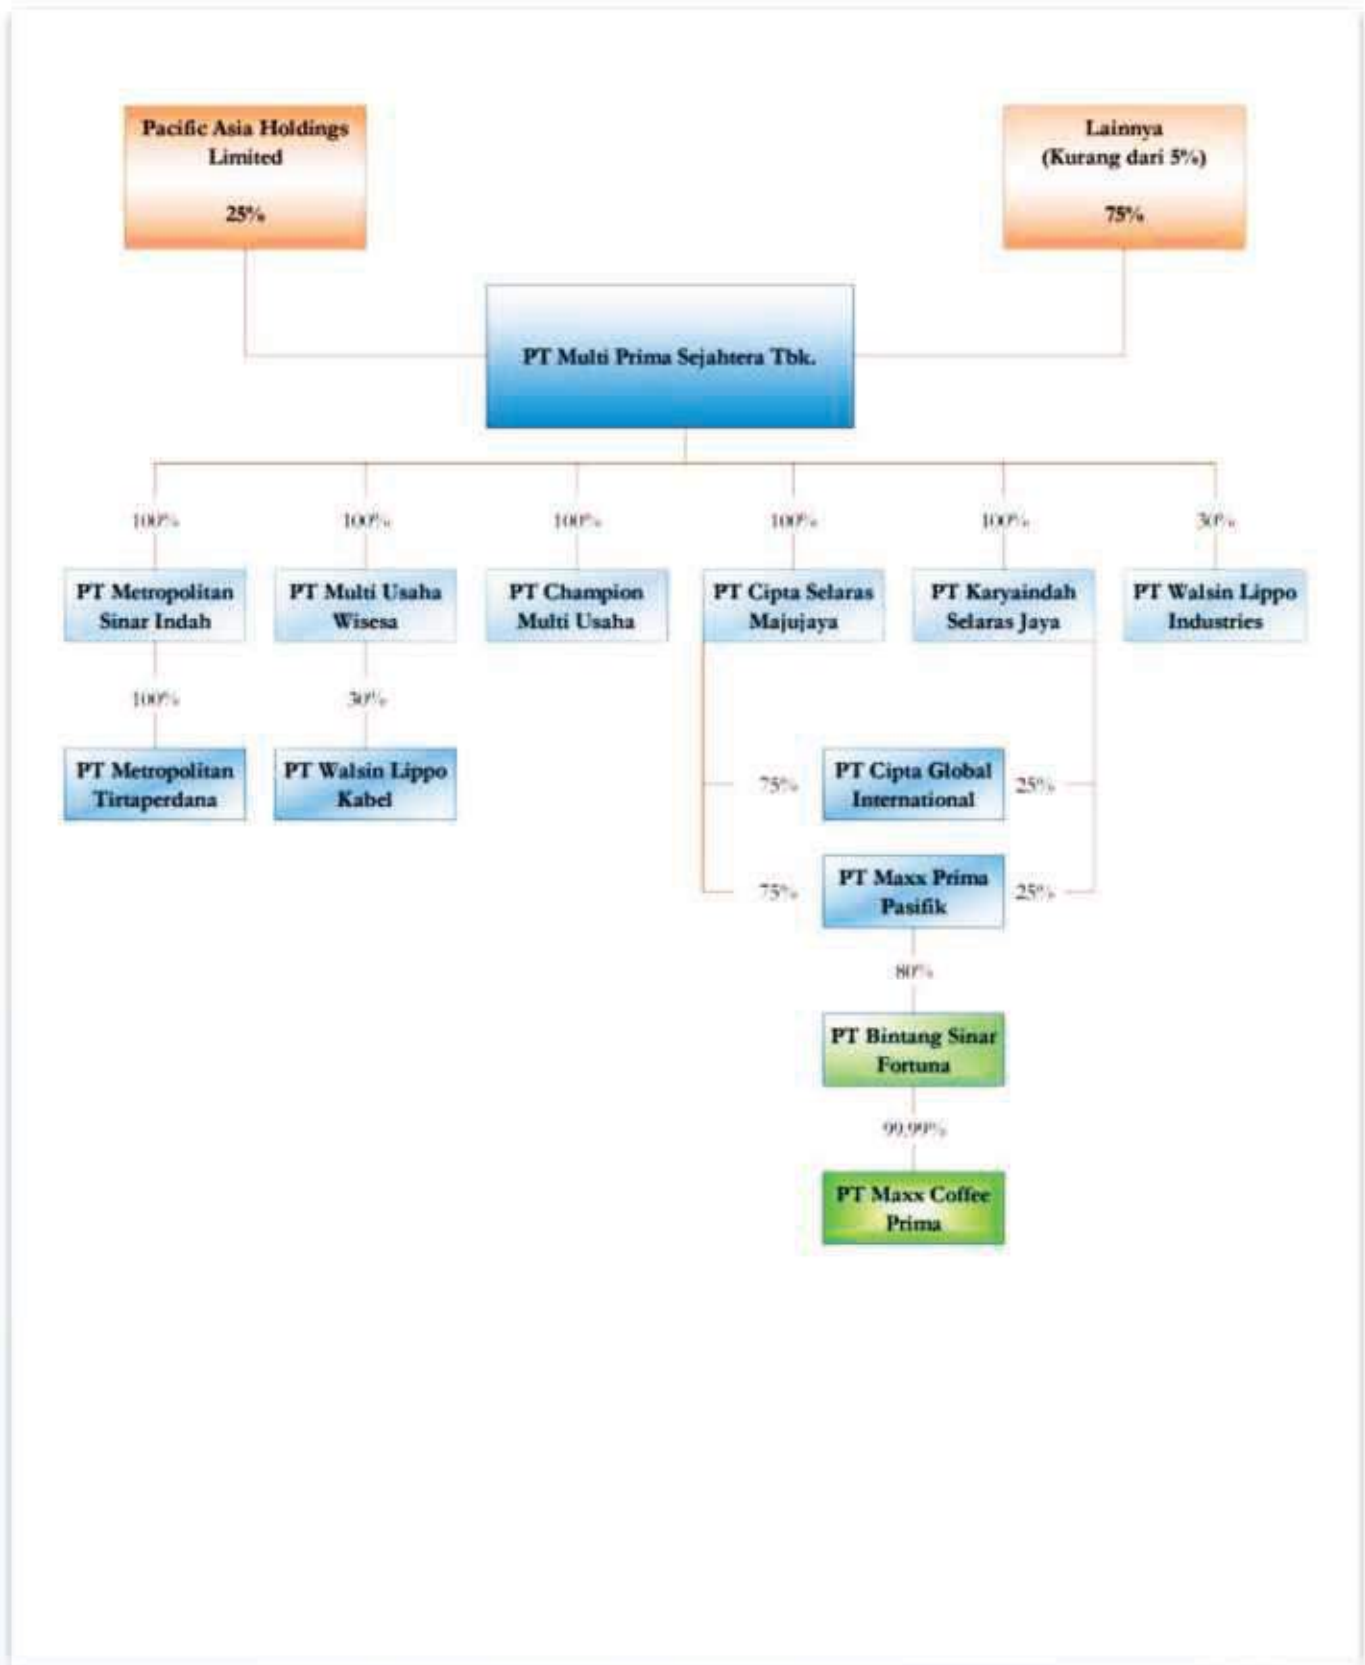 Pacific Asia Holdings
Limited
25%
Lainnya
(Kurang dari 5%)
75%
PT Multi Prima Sejahtera Tbk.
100%
100%
100%
100%
100%
30%
PT Metropolitan
Sinar Indah
PT Multi Usaha
Wisesa
PT Champion
Multi Usaha
PT Cipta Selaras
Majujaya
PT Karyaindah
Selaras Jaya
PT Walsin Lippo
Industries
100%
30%
PT Metropolitan
Tirtaperdana
PT Walsin Lippo
Kabel
75%
PT Cipta Global
International
25%
75%
PT Maxx Prima
Pasifik
25%
80%
PT Bintang Sinar
Fortuna
99,99%
PT Maxx Coffee
Prima